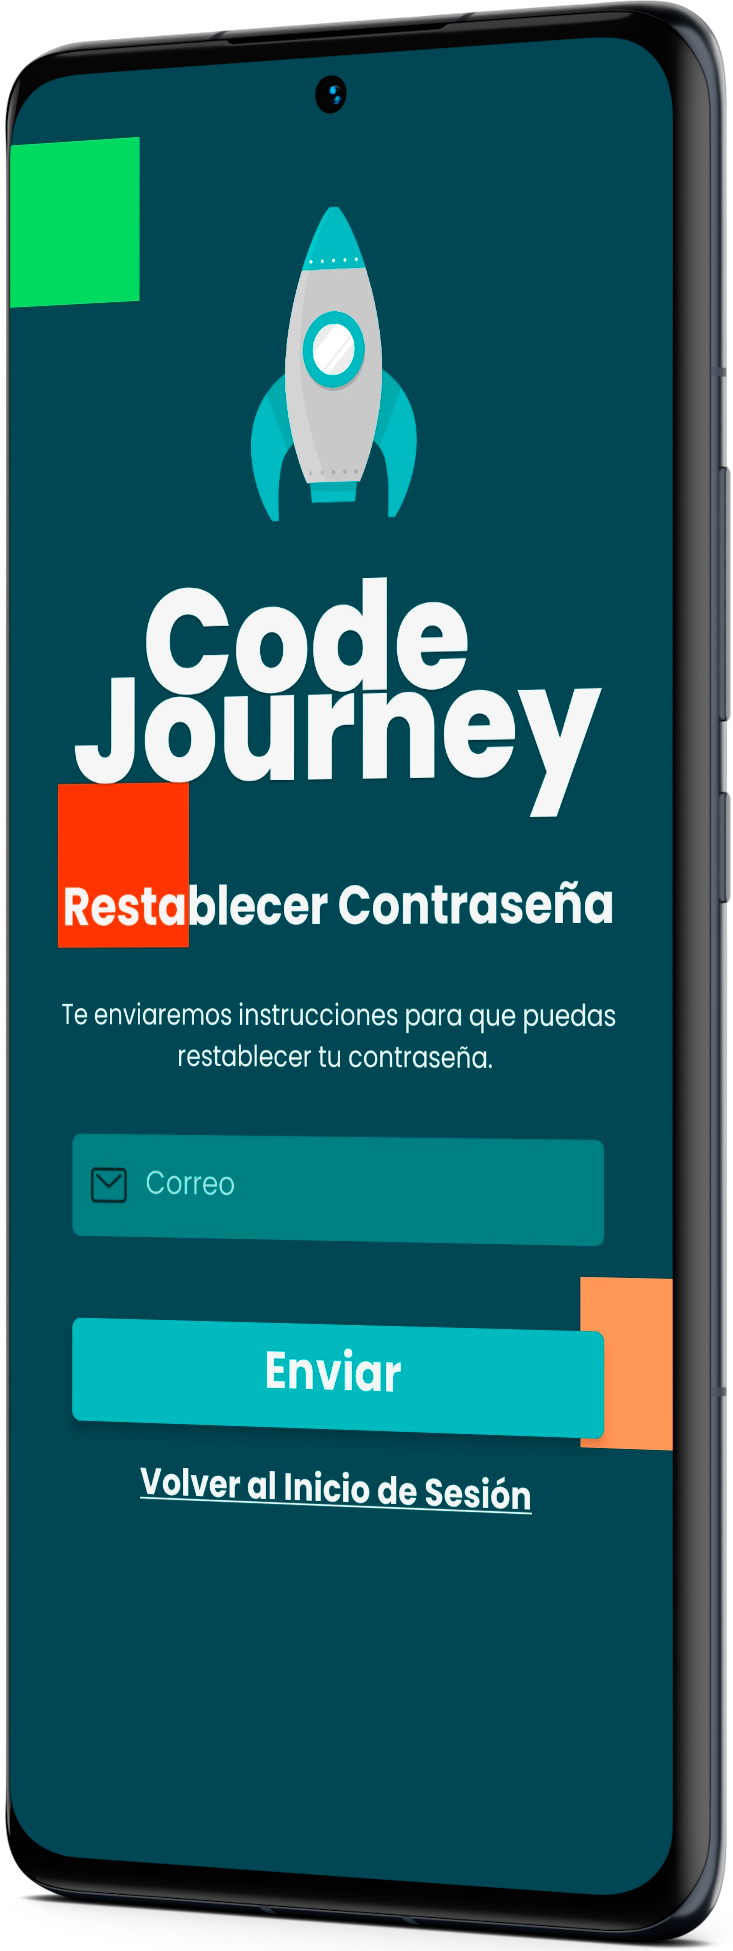 Code
Journey
Restablecer Contraseña
Te enviaremos instrucciones para que puedas
restablecer tu contraseña.
Correo
Enviar
Volver al Inicio de Sesión